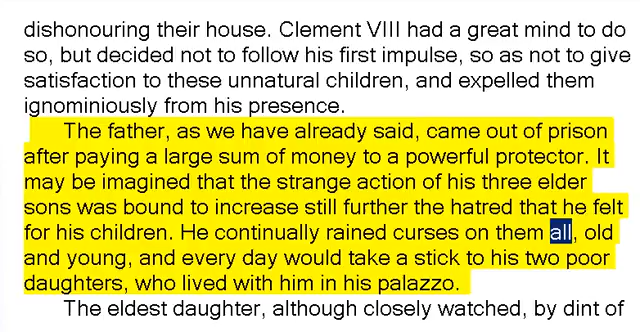 dishonouring their house. Clement VIII had a great mind to do
so, but decided not to follow his first impulse, so as not to give
satisfaction to these unnatural children, and expelled them
ignominiously from his presence.
The father, as we have already said, came out of prison
after paying a large sum of money to a powerful protector. It
may be imagined that the strange action of his three elder
sons was bound to increase still further the hatred that he felt
for his children. He continually rained curses on them all, old
and young, and every day would take a stick to his two poor
daughters, who lived with him in his palazzo.
The eldest daughter, although closely watched, by dint of